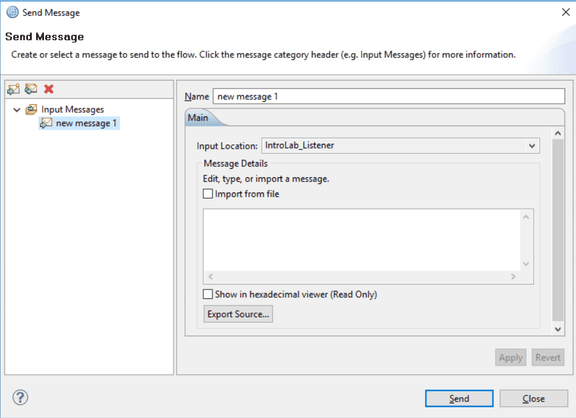 Send Message
Send Message
Create or select a message to send to the flow. Click the message category header (e.g. Input Messages) for more information.
Input Messages
new message 1
Name new message 1
Main
Input Location: IntroLab_Listener
Message Details
Edit, type, or import a message.
Import from file
Show in hexadecimal viewer (Read Only)
Export Source...
Apply Revert
? Send Close